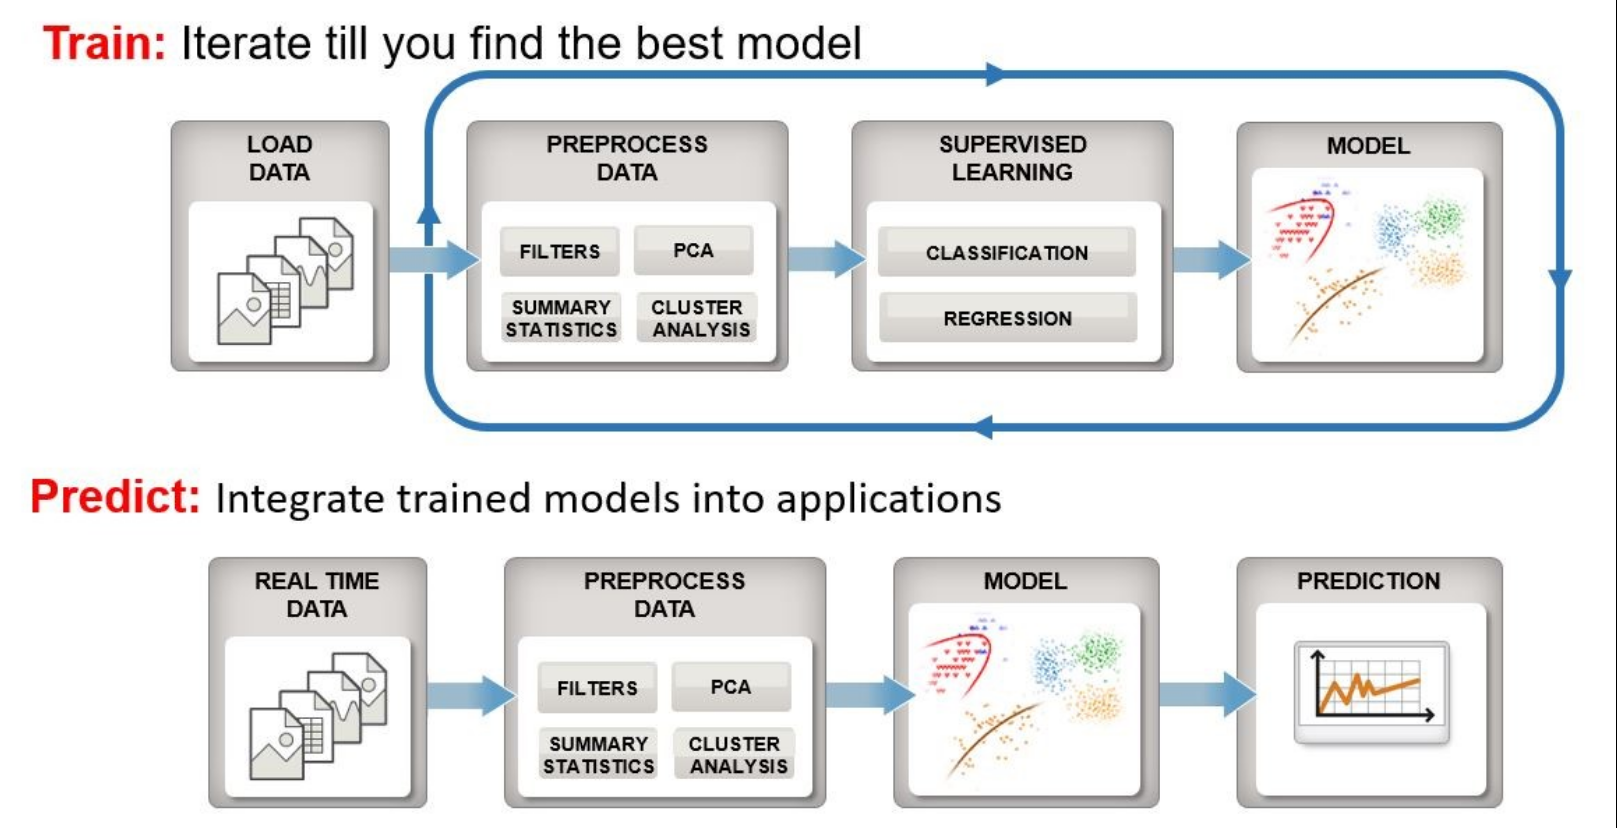 Train: Iterate till you find the best model
LOAD
DATA
PREPROCESS
DATA
FILTERS
PCA
SUMMARY
STATISTICS
CLUSTER
ANALYSIS
SUPERVISED
LEARNING
CLASSIFICATION
REGRESSION
MODEL
Predict: Integrate trained models into applications
REAL TIME
DATA
PREPROCESS
DATA
FILTERS
PCA
SUMMARY
STATISTICS
CLUSTER
ANALYSIS
MODEL
PREDICTION